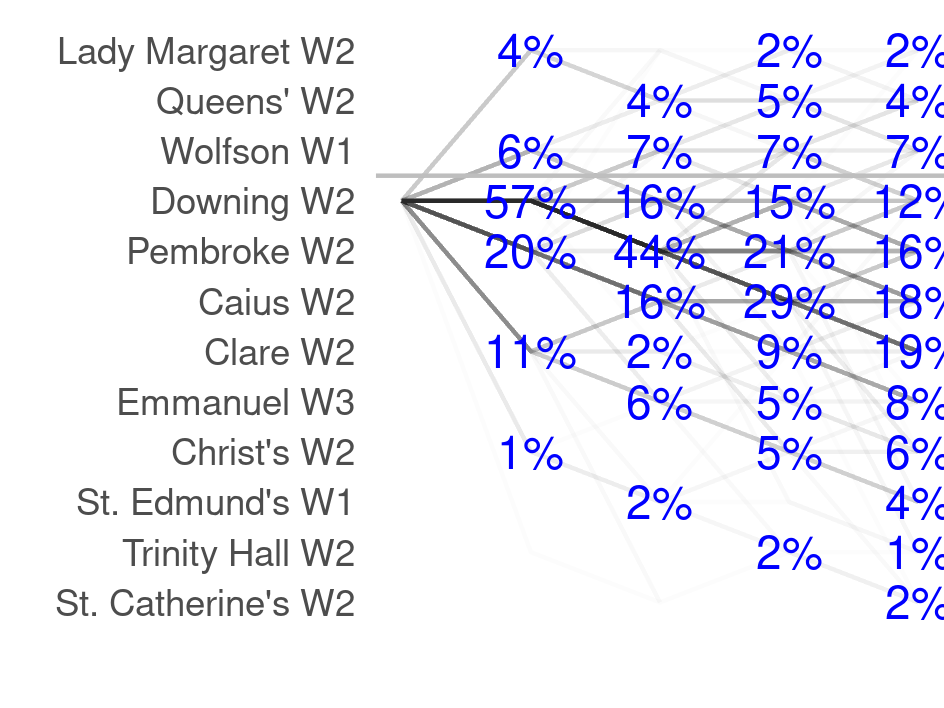 Lady Margaret W2 4% 2% 2%
Queens' W2 4% 5% 4%
Wolfson W1 6% 7% 7% 7%
Downing W2 57% 16% 15% 12%
Pembroke W2 20% 44% 21% 16%
Caius W2 16% 29% 18%
Clare W2 11% 2% 9% 19%
Emmanuel W3 6% 5% 8%
Christ's W2 1% 5% 6%
St. Edmund's W1 2% 4%
Trinity Hall W2 2% 1%
St. Catherine's W2 2%